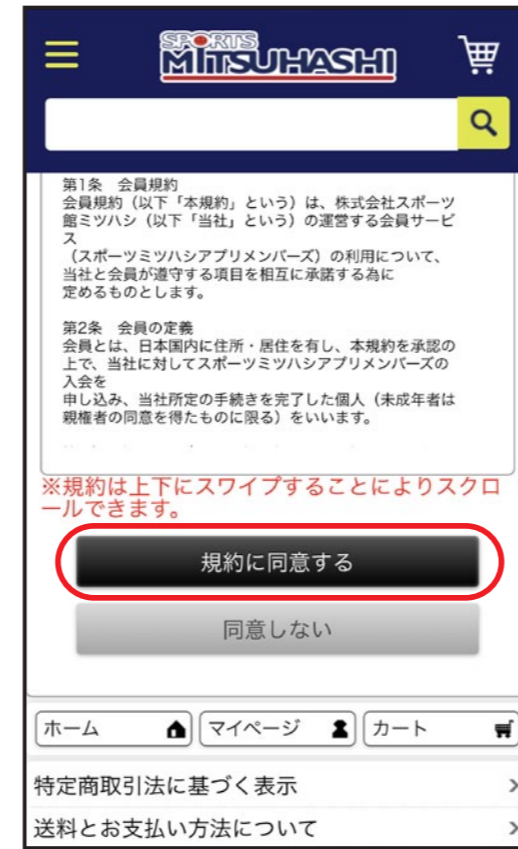 SPORTS
MITSUHASHI
第1条 会員規約
会員規約（以下「本規約」という）は、株式会社スポーツ
館ミツハシ（以下「当社」という）の運営する会員サービ
ス
（スポーツミツハシアプリメンバーズ）の利用について、
当社と会員が遵守する項目を相互に承諾する為に
定めるものとします。
第2条 会員の定義
会員とは、日本国内に住所・居住を有し、本規約を承認の
上で、当社に対してスポーツミツハシアプリメンバーズの
入会を
申し込み、当社所定の手続きを完了した個人（未成年者は
親権者の同意を得たものに限る）をいいます。
※規約は上下にスワイプすることによりスクロ
ールできます。
規約に同意する
同意しない
ホーム マイページ カート
特定商取引法に基づく表示
送料とお支払い方法について